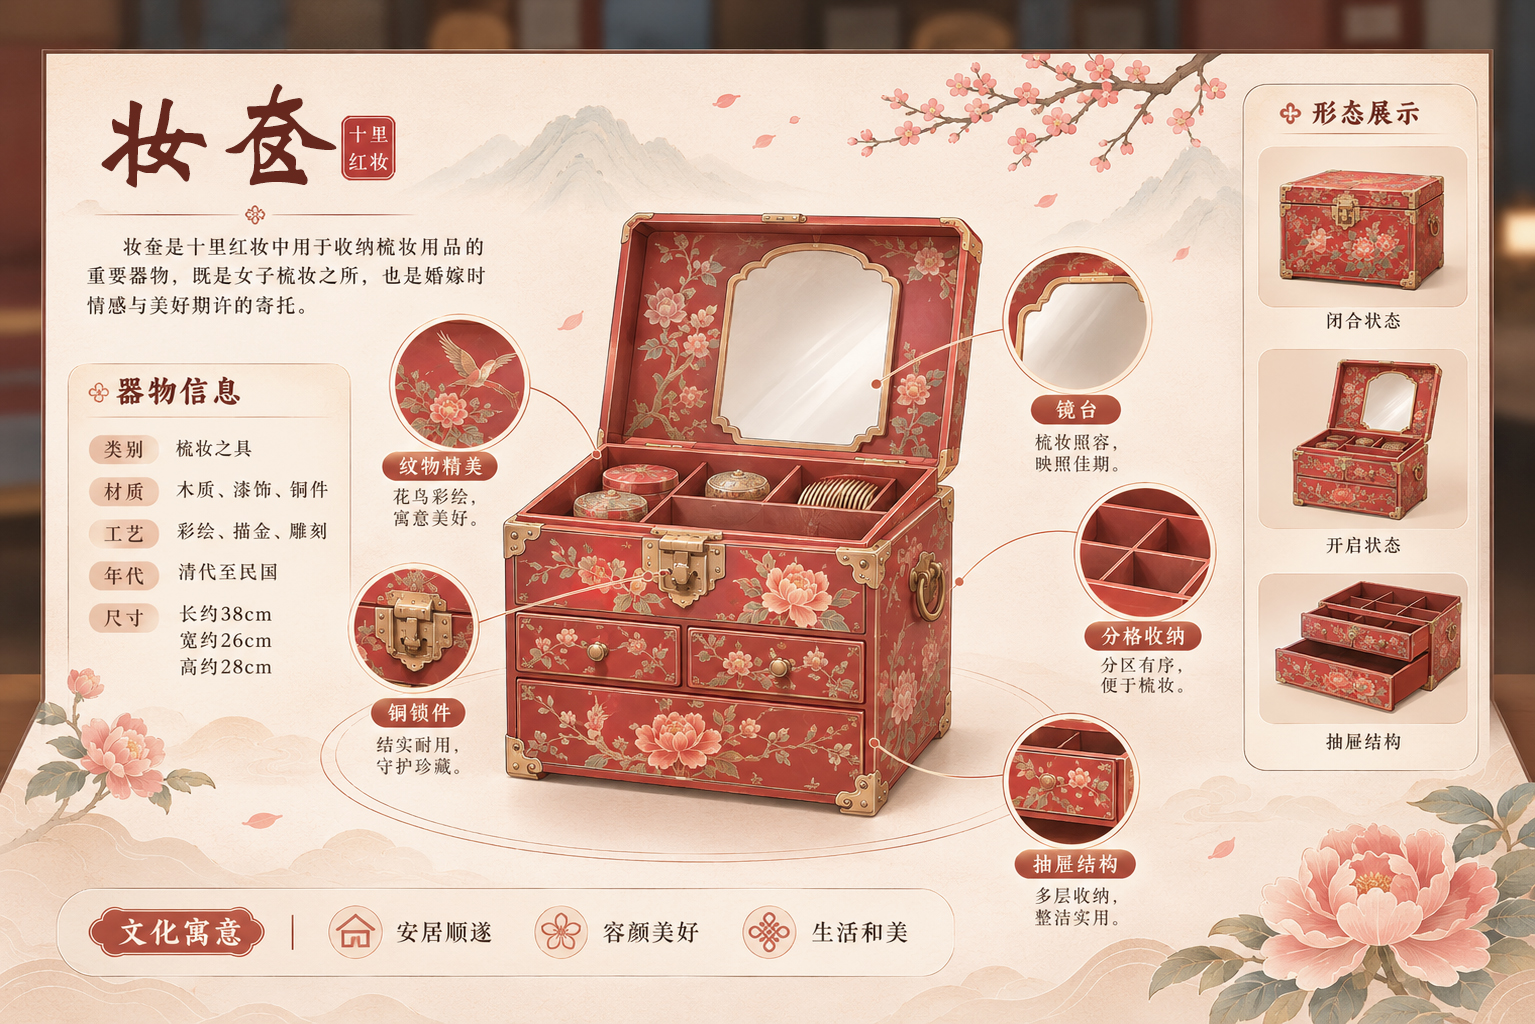 妆奁
十里
红妆
妆奁是十里红妆中用于收纳梳妆用品的
重要器物，既是女子梳妆之所，也是婚嫁时
情感与美好期许的寄托。
器物信息
类别 梳妆之具
材质 木质、漆饰、铜件
工艺 彩绘、描金、雕刻
年代 清代至民国
尺寸 长约38cm
宽约26cm
高约28cm
纹物精美
花鸟彩绘，
寓意美好。
铜锁件
结实耐用，
守护珍藏。
镜台
梳妆照容，
映照佳期。
分格收纳
分区有序，
便于梳妆。
抽屉结构
多层收纳，
整洁实用。
形态展示
闭合状态
开启状态
抽屉结构
文化寓意
安居顺遂
容颜美好
生活和美